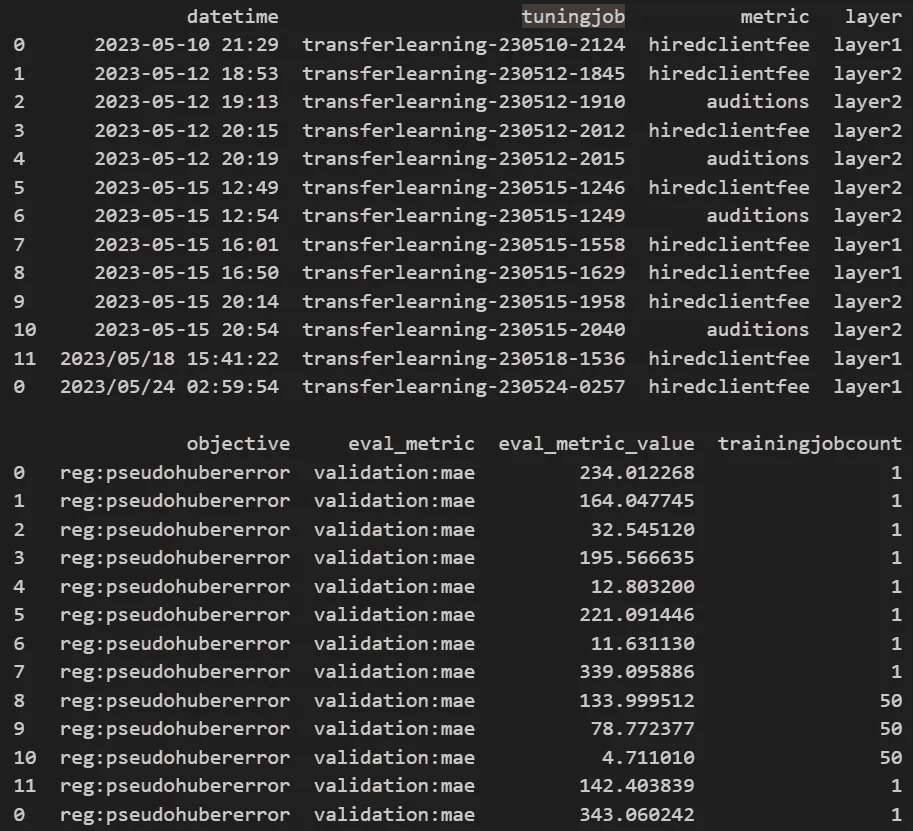 datetime tuningjob metric layer
0 2023-05-10 21:29 transferlearning-230510-2124 hiredclientfee layer1
1 2023-05-12 18:53 transferlearning-230512-1845 hiredclientfee layer2
2 2023-05-12 19:13 transferlearning-230512-1910 auditions layer2
3 2023-05-12 20:15 transferlearning-230512-2012 hiredclientfee layer2
4 2023-05-12 20:19 transferlearning-230512-2015 auditions layer2
5 2023-05-15 12:49 transferlearning-230515-1246 hiredclientfee layer2
6 2023-05-15 12:54 transferlearning-230515-1249 auditions layer2
7 2023-05-15 16:01 transferlearning-230515-1558 hiredclientfee layer1
8 2023-05-15 16:50 transferlearning-230515-1629 hiredclientfee layer1
9 2023-05-15 20:14 transferlearning-230515-1958 hiredclientfee layer2
10 2023-05-15 20:54 transferlearning-230515-2040 auditions layer2
11 2023/05/18 15:41:22 transferlearning-230518-1536 hiredclientfee layer1
0 2023/05/24 02:59:54 transferlearning-230524-0257 hiredclientfee layer1
objective eval_metric eval_metric_value trainingjobcount
0 reg:pseudohubererror validation:mae 234.012268 1
1 reg:pseudohubererror validation:mae 164.047745 1
2 reg:pseudohubererror validation:mae 32.545120 1
3 reg:pseudohubererror validation:mae 195.566635 1
4 reg:pseudohubererror validation:mae 12.803200 1
5 reg:pseudohubererror validation:mae 221.091446 1
6 reg:pseudohubererror validation:mae 11.631130 1
7 reg:pseudohubererror validation:mae 339.095886 1
8 reg:pseudohubererror validation:mae 133.999512 50
9 reg:pseudohubererror validation:mae 78.772377 50
10 reg:pseudohubererror validation:mae 4.711010 50
11 reg:pseudohubererror validation:mae 142.403839 1
0 reg:pseudohubererror validation:mae 343.060242 1